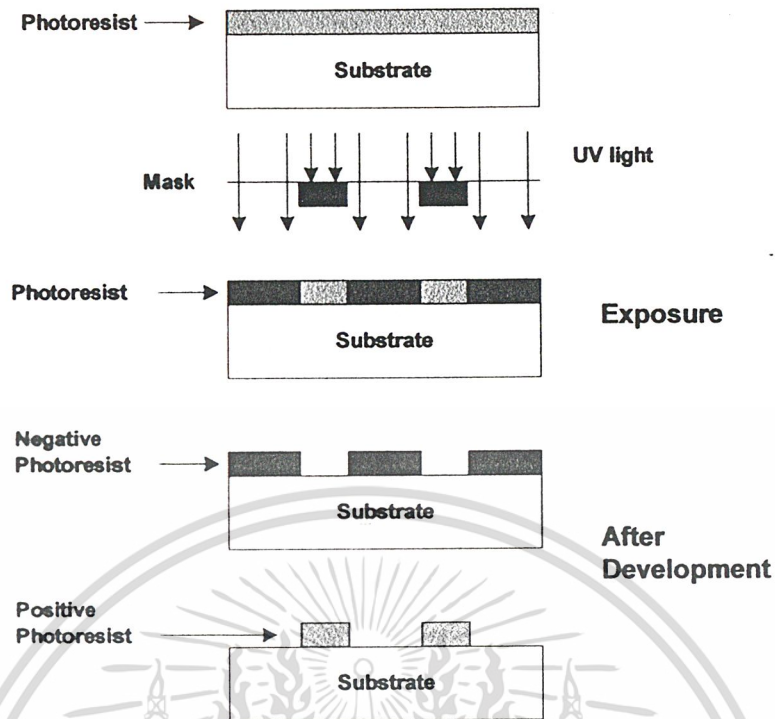 Photoresist
Substrate
UV light
Mask
Photoresist
Substrate
Exposure
Negative
Photoresist
Substrate
After
Development
Positive
Photoresist
Substrate